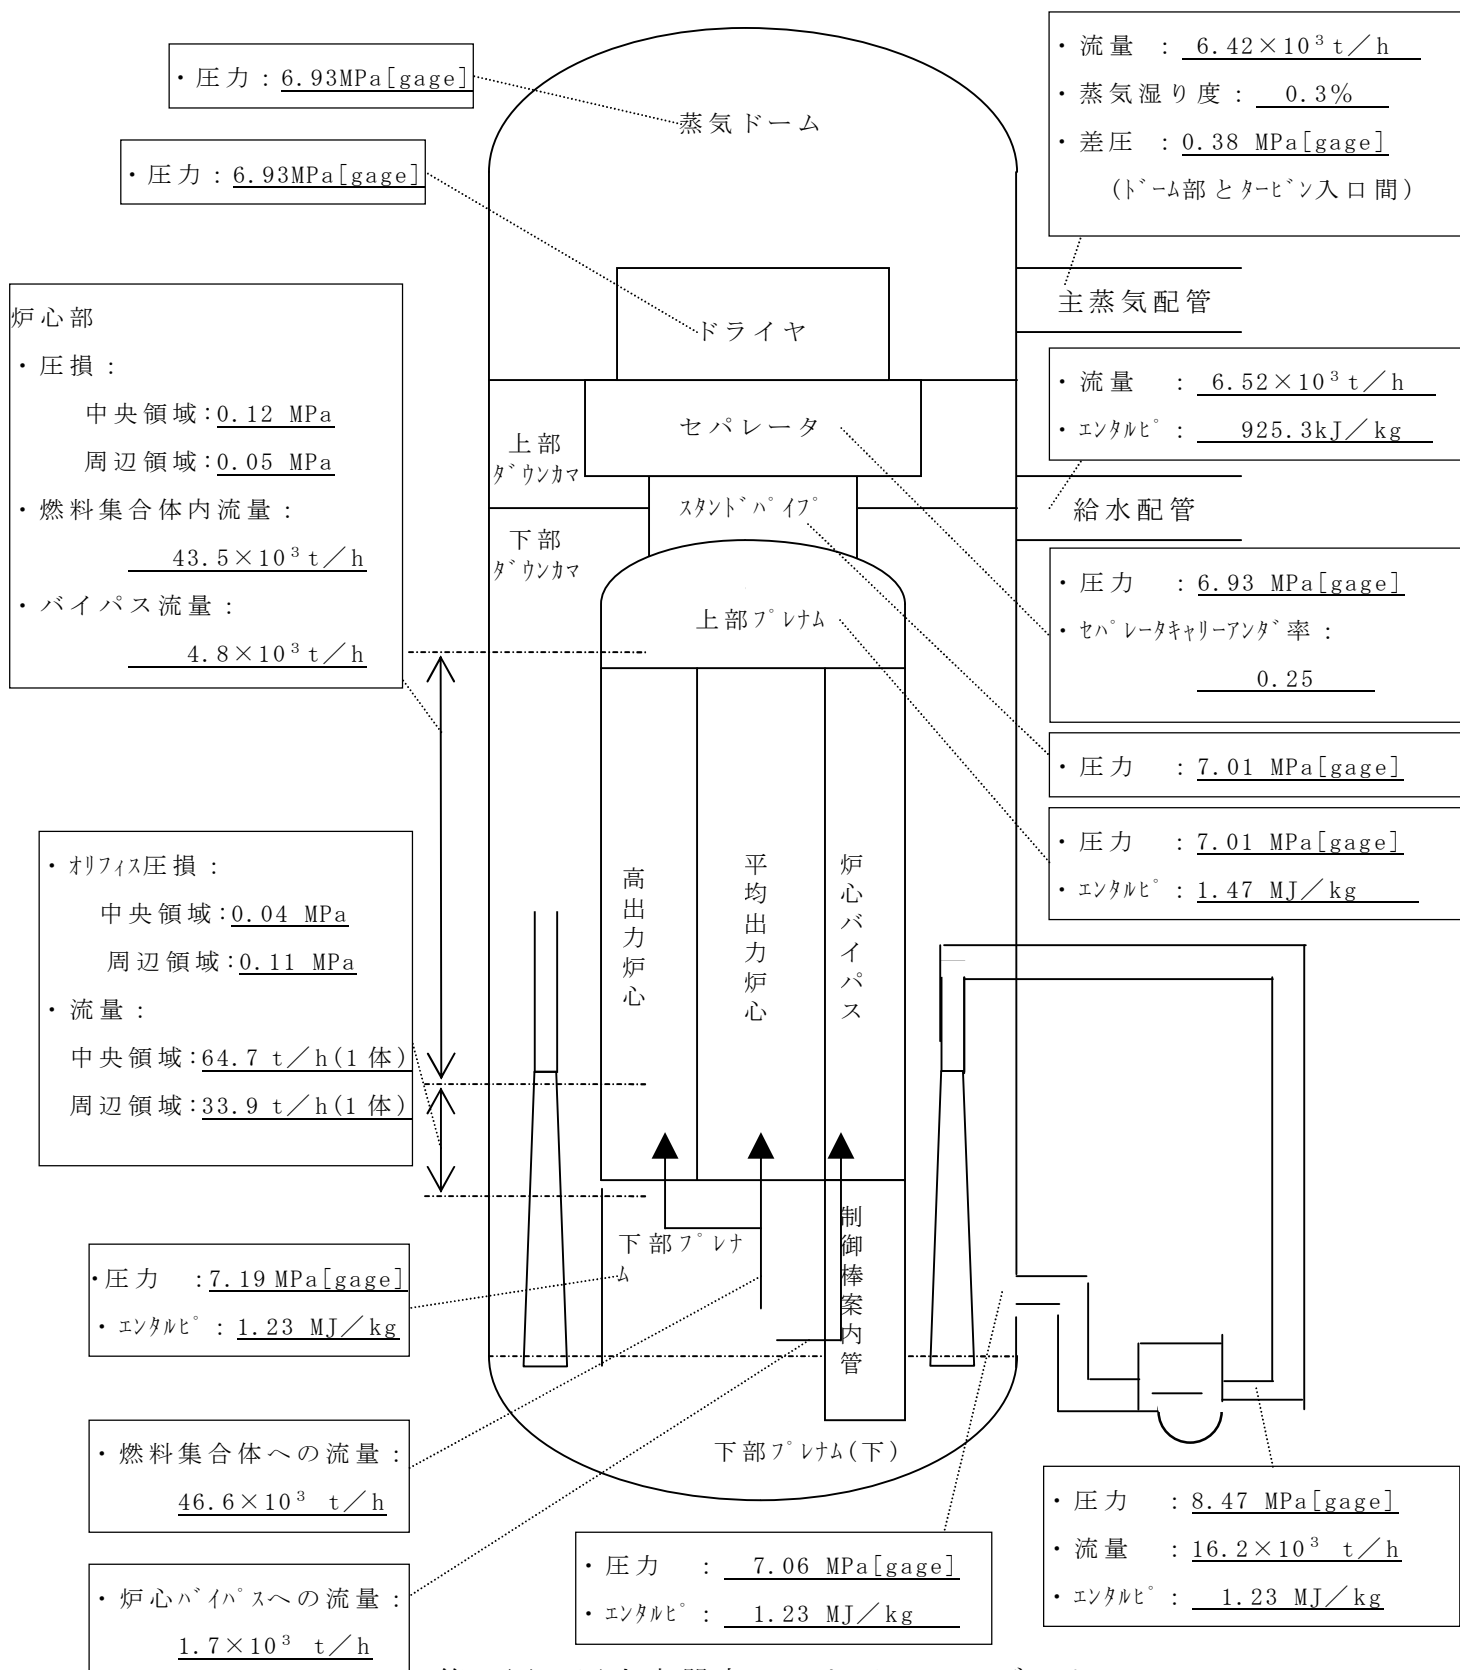 ・圧力：6.93MPa[gage]
・圧力：6.93MPa[gage]
・流量 ： 6.42×10³t／h
・蒸気湿り度： 0.3％
・差圧 ：0.38 MPa[gage]
(ﾄﾞｰﾑ部とﾀｰﾋﾞﾝ入口間)
蒸気ドーム
主蒸気配管
ドライヤ
炉心部
・圧損：
中央領域：0.12 MPa
周辺領域：0.05 MPa
・燃料集合体内流量：
43.5×10³t／h
・バイパス流量：
4.8×10³t／h
セパレータ
上部
ﾀﾞｳﾝｶﾏ
・流量 ： 6.52×10³t／h
・ｴﾝﾀﾙﾋﾟ： 925.3kJ／kg
ｽﾀﾝﾄﾞﾊﾟｲﾌﾟ
給水配管
下部
ﾀﾞｳﾝｶﾏ
上部ﾌﾟﾚﾅﾑ
・圧力 ：6.93 MPa[gage]
・ｾﾊﾟﾚｰﾀｷｬﾘｰｱﾝﾀﾞ率：
0.25
・圧力 ：7.01 MPa[gage]
・圧力 ：7.01 MPa[gage]
・ｴﾝﾀﾙﾋﾟ：1.47 MJ／kg
高出力炉心
平均出力炉心
炉心バイパス
・ｵﾘﾌｨｽ圧損：
中央領域：0.04 MPa
周辺領域：0.11 MPa
・流量：
中央領域：64.7 t／h(1体)
周辺領域：33.9 t／h(1体)
下部ﾌﾟﾚﾅ
ﾑ
制御棒案内管
・圧力 ：7.19 MPa[gage]
・ｴﾝﾀﾙﾋﾟ：1.23 MJ／kg
下部ﾌﾟﾚﾅﾑ(下)
・燃料集合体への流量：
46.6×10³ t／h
・炉心ﾊﾞｲﾊﾟｽへの流量：
1.7×10³ t／h
・圧力 ： 7.06 MPa[gage]
・ｴﾝﾀﾙﾋﾟ： 1.23 MJ／kg
・圧力 ：8.47 MPa[gage]
・流量 ：16.2×10³ t／h
・ｴﾝﾀﾙﾋﾟ： 1.23 MJ／kg